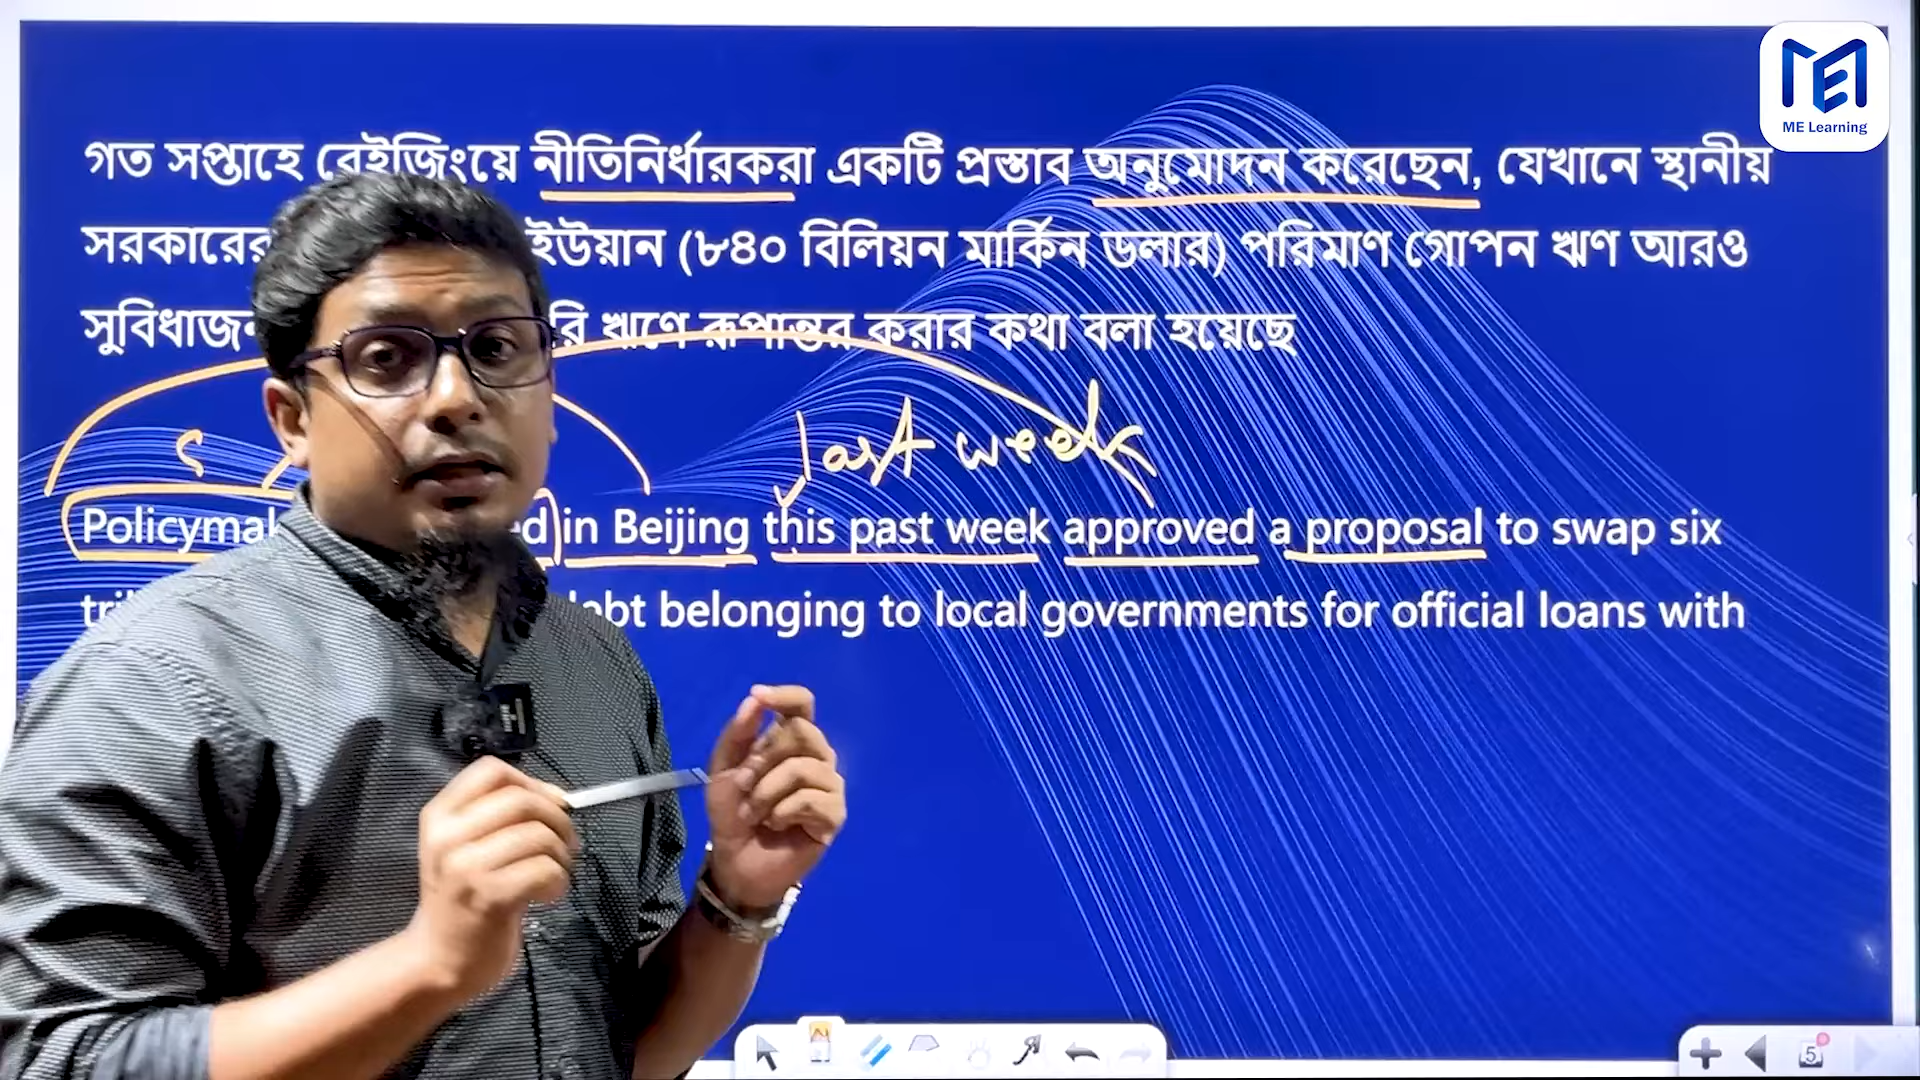 ME Learning
গত সপ্তাহে বেইজিংয়ে নীতিনির্ধারকরা একটি প্রস্তাব অনুমোদন করেছেন, যেখানে স্থানীয়
সরকারের ইউয়ান (৮৪০ বিলিয়ন মার্কিন ডলার) পরিমাণ গোপন ঋণ আরও
ঋণে রূপান্তর করার কথা বলা হয়েছে
last week
in Beijing this past week approved a proposal to swap six
belonging to local governments for official loans with
5